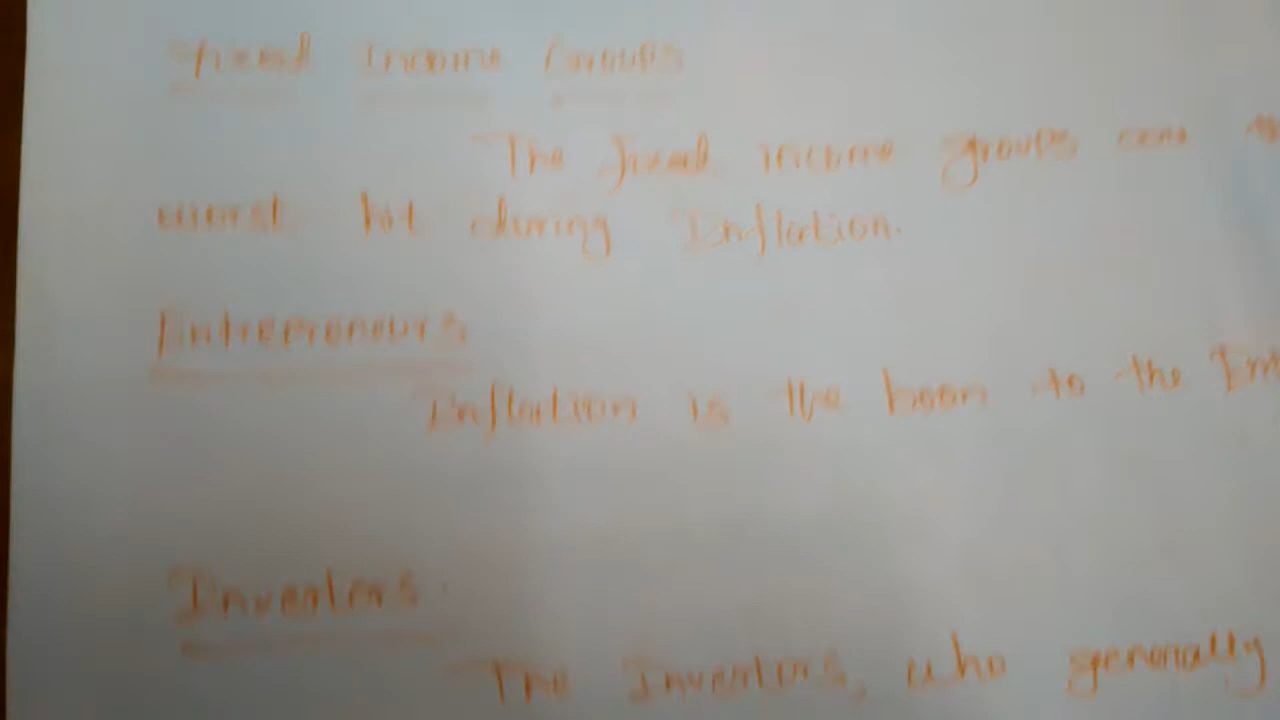 Fixed Income Groups
The fixed income groups are
worst hit during Inflation.
Entrepreneurs
Inflation is the boon to the
Investors
The Investors, who generally